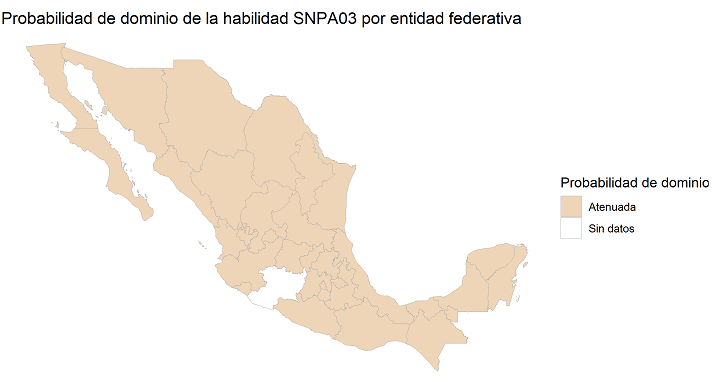 Probabilidad de dominio de la habilidad SNPA03 por entidad federativa
Probabilidad de dominio
Atenuada
Sin datos